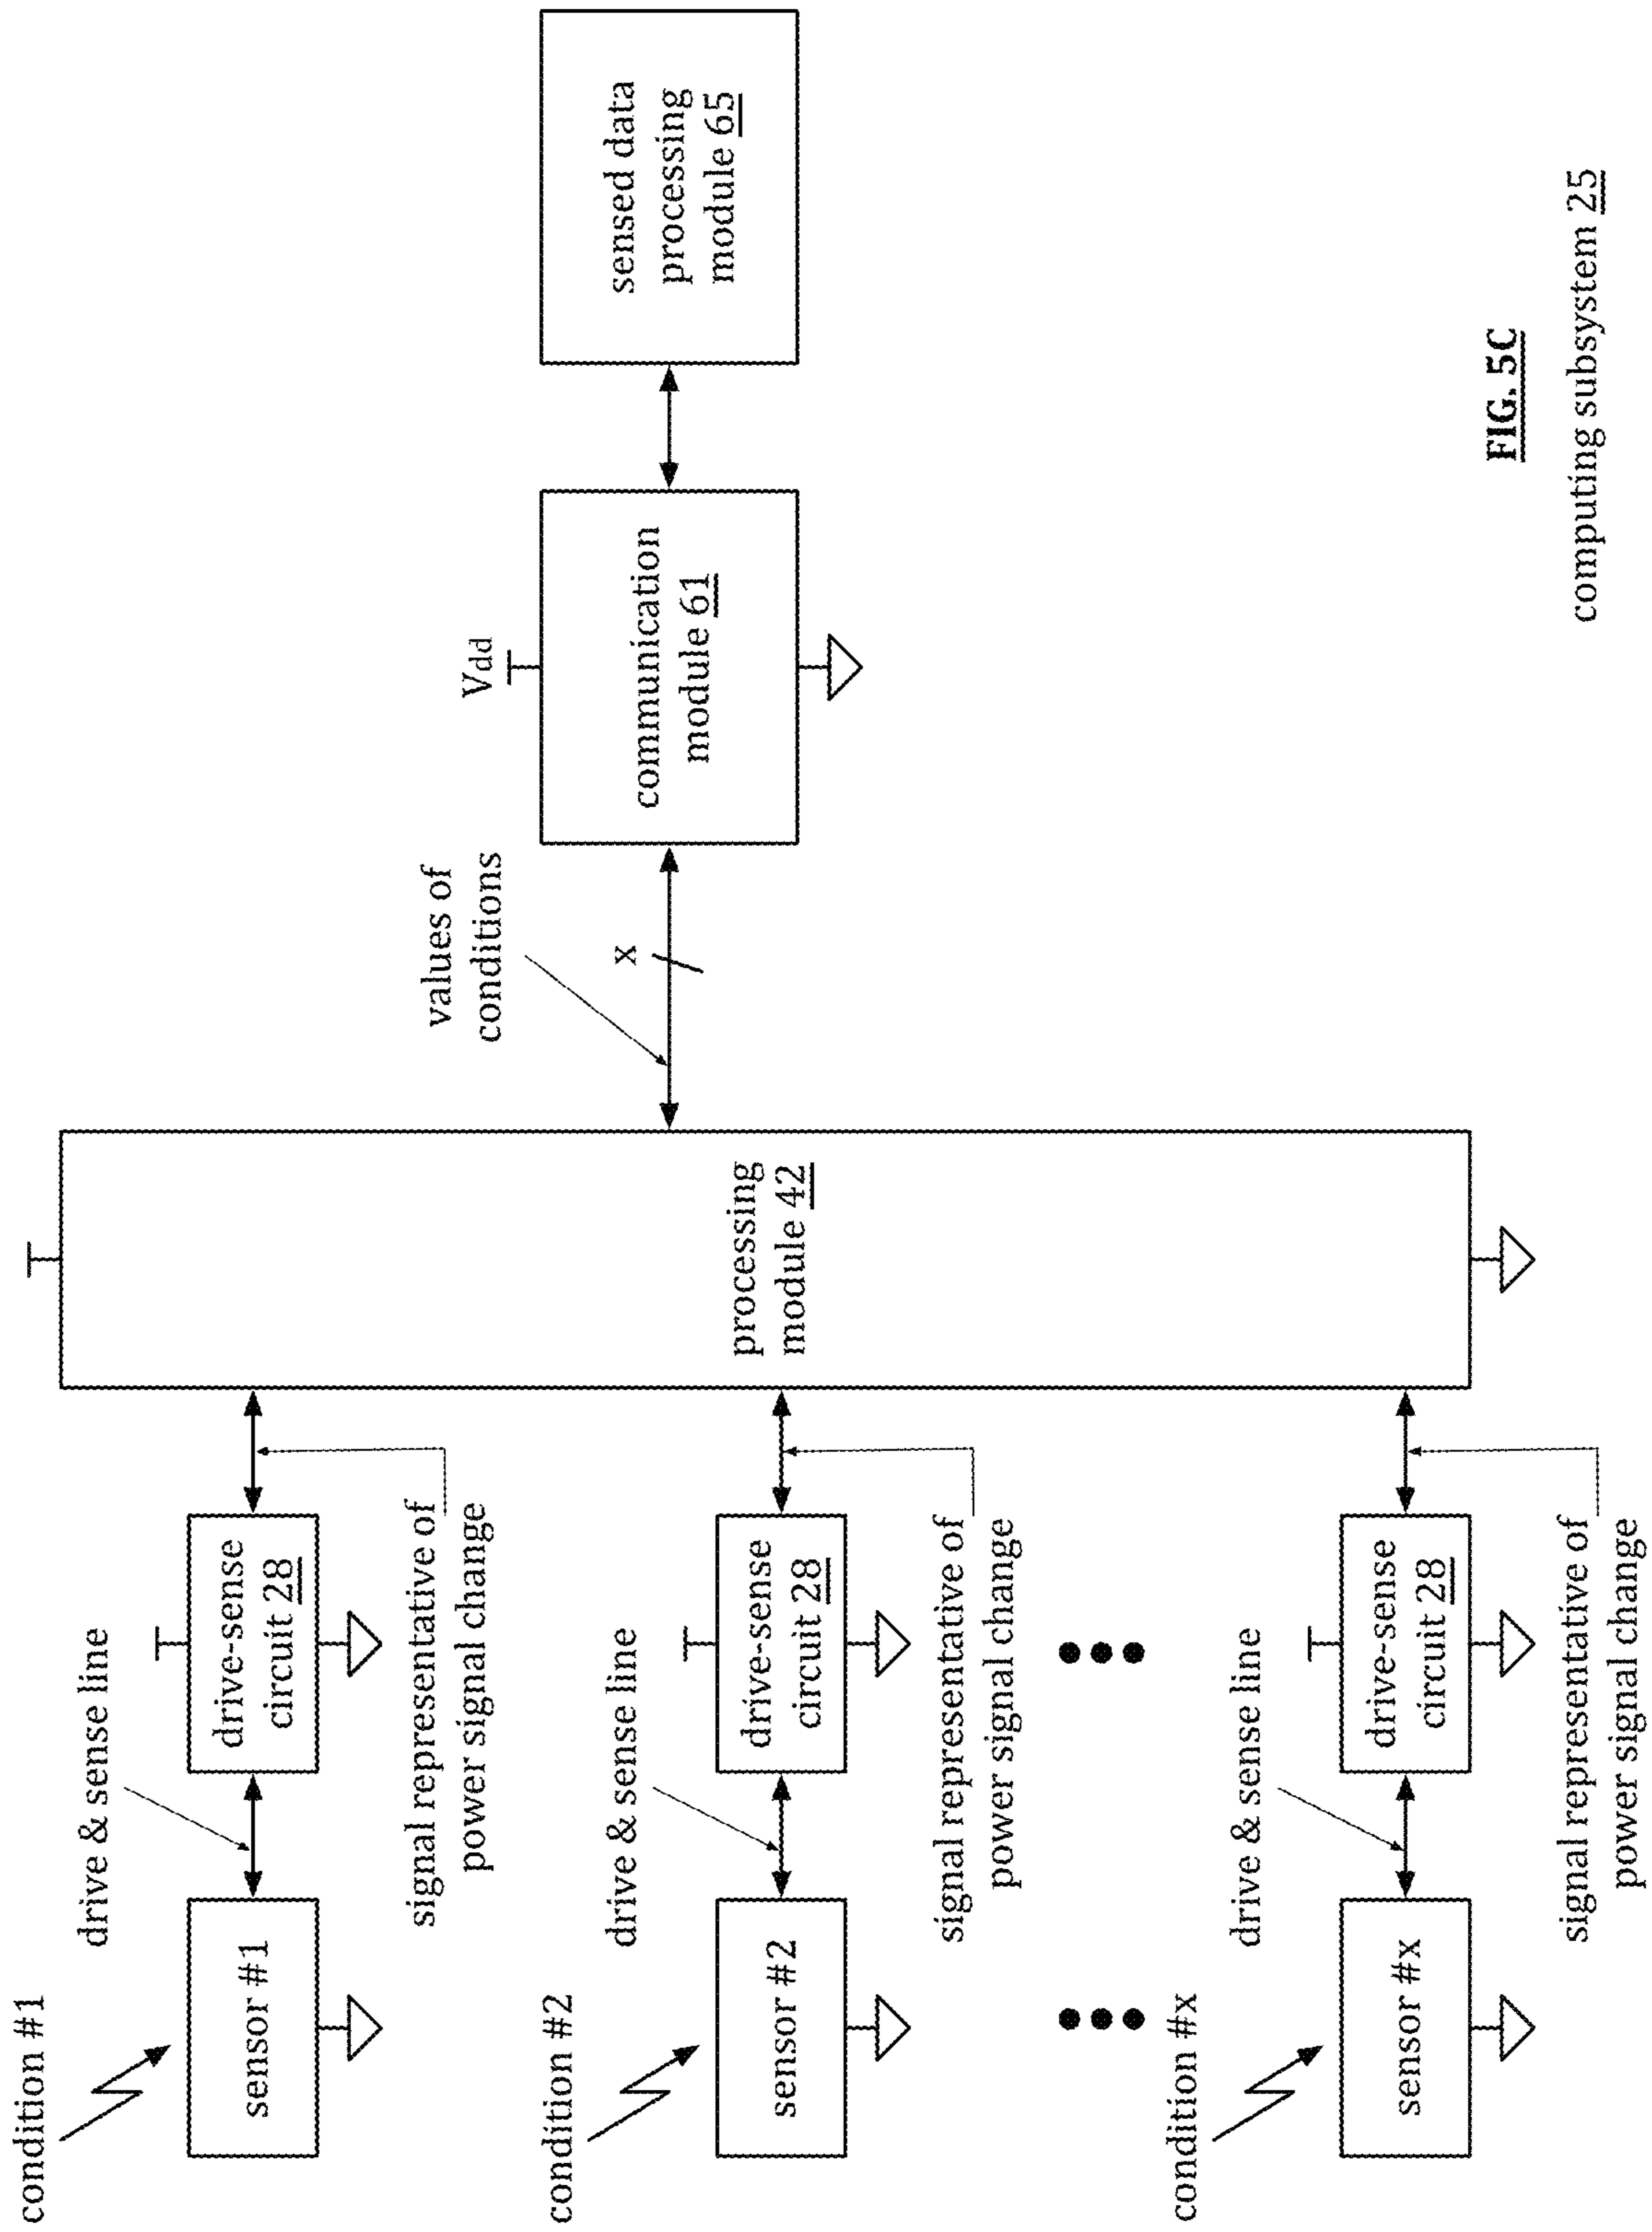 condition #1
drive & sense line
sensor #1
drive-sense
circuit 28
signal representative of
power signal change
condition #2
drive & sense line
sensor #2
drive-sense
circuit 28
signal representative of
power signal change
condition #x
drive & sense line
sensor #x
drive-sense
circuit 28
signal representative of
power signal change
processing
module 42
values of
conditions
x
Vdd
communication
module 61
sensed data
processing
module 65
FIG. 5C
computing subsystem 25